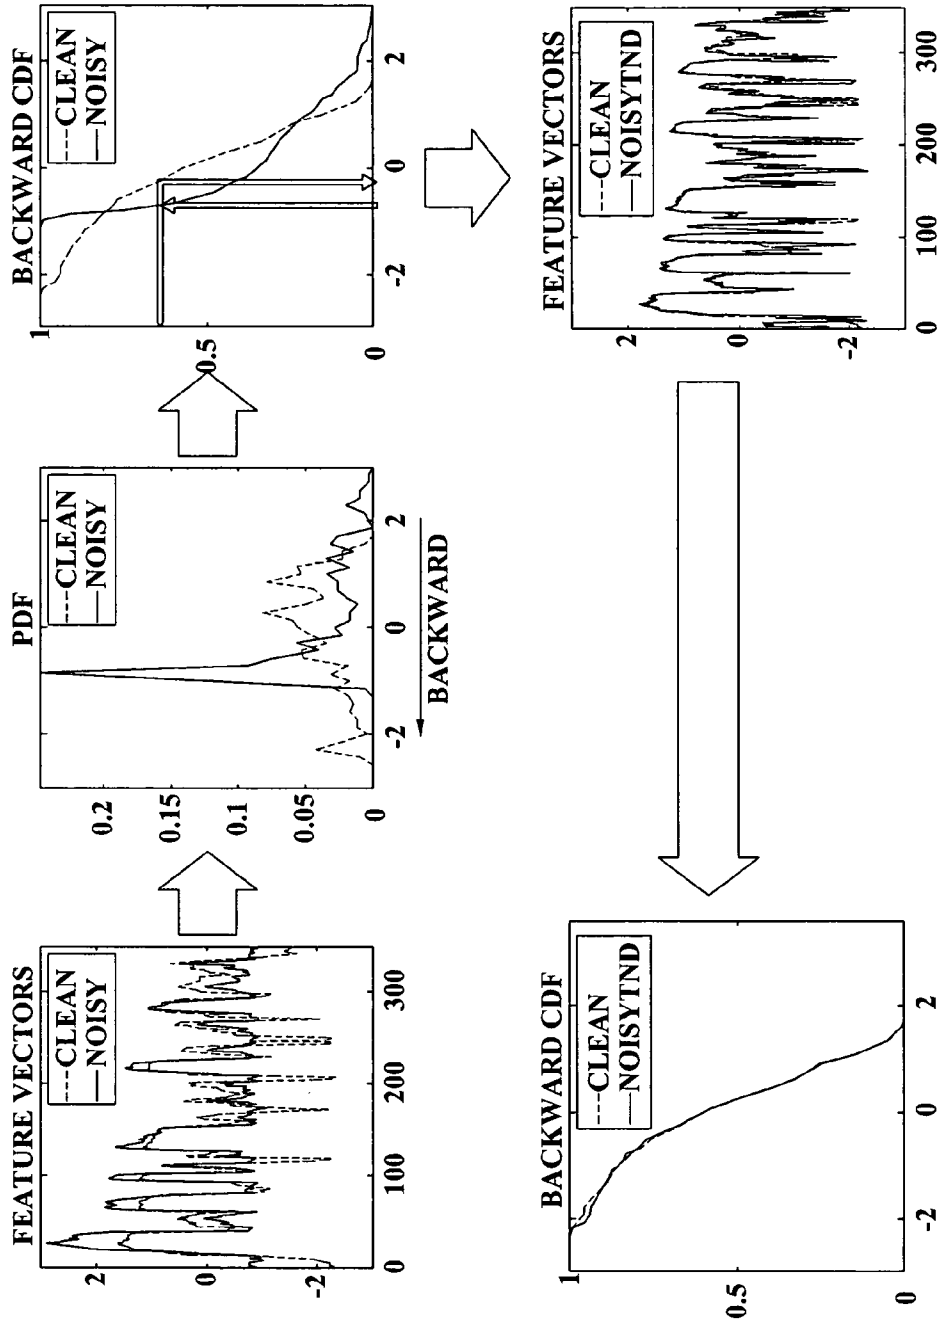 FEATURE VECTORS
CLEAN
NOISY
2
0
-2
0
100
200
300
PDF
CLEAN
NOISY
0.2
0.15
0.1
0.05
0
-2
0
2
BACKWARD
BACKWARD CDF
CLEAN
NOISY
1
0.5
0
-2
0
2
BACKWARD CDF
CLEAN
NOISYTND
1
0.5
0
-2
0
2
FEATURE VECTORS
CLEAN
NOISYTND
2
0
-2
0
100
200
300